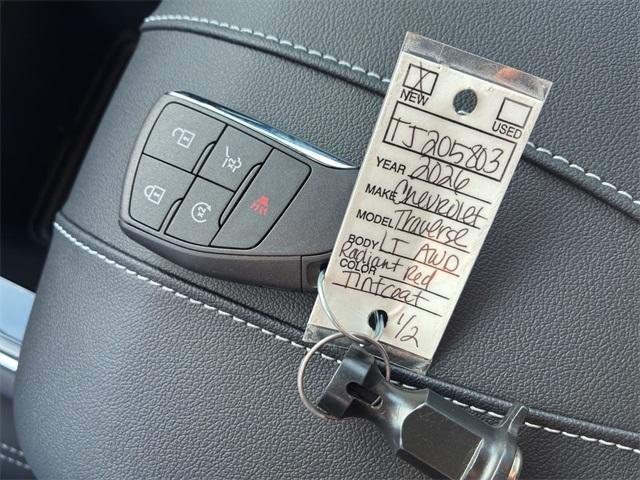 X
NEW
USED
TJ205803
YEAR 2026
MAKE Chevrolet
MODEL Traverse
BODY LT AWD
COLOR Radiant Red
Tintcoat
1/2